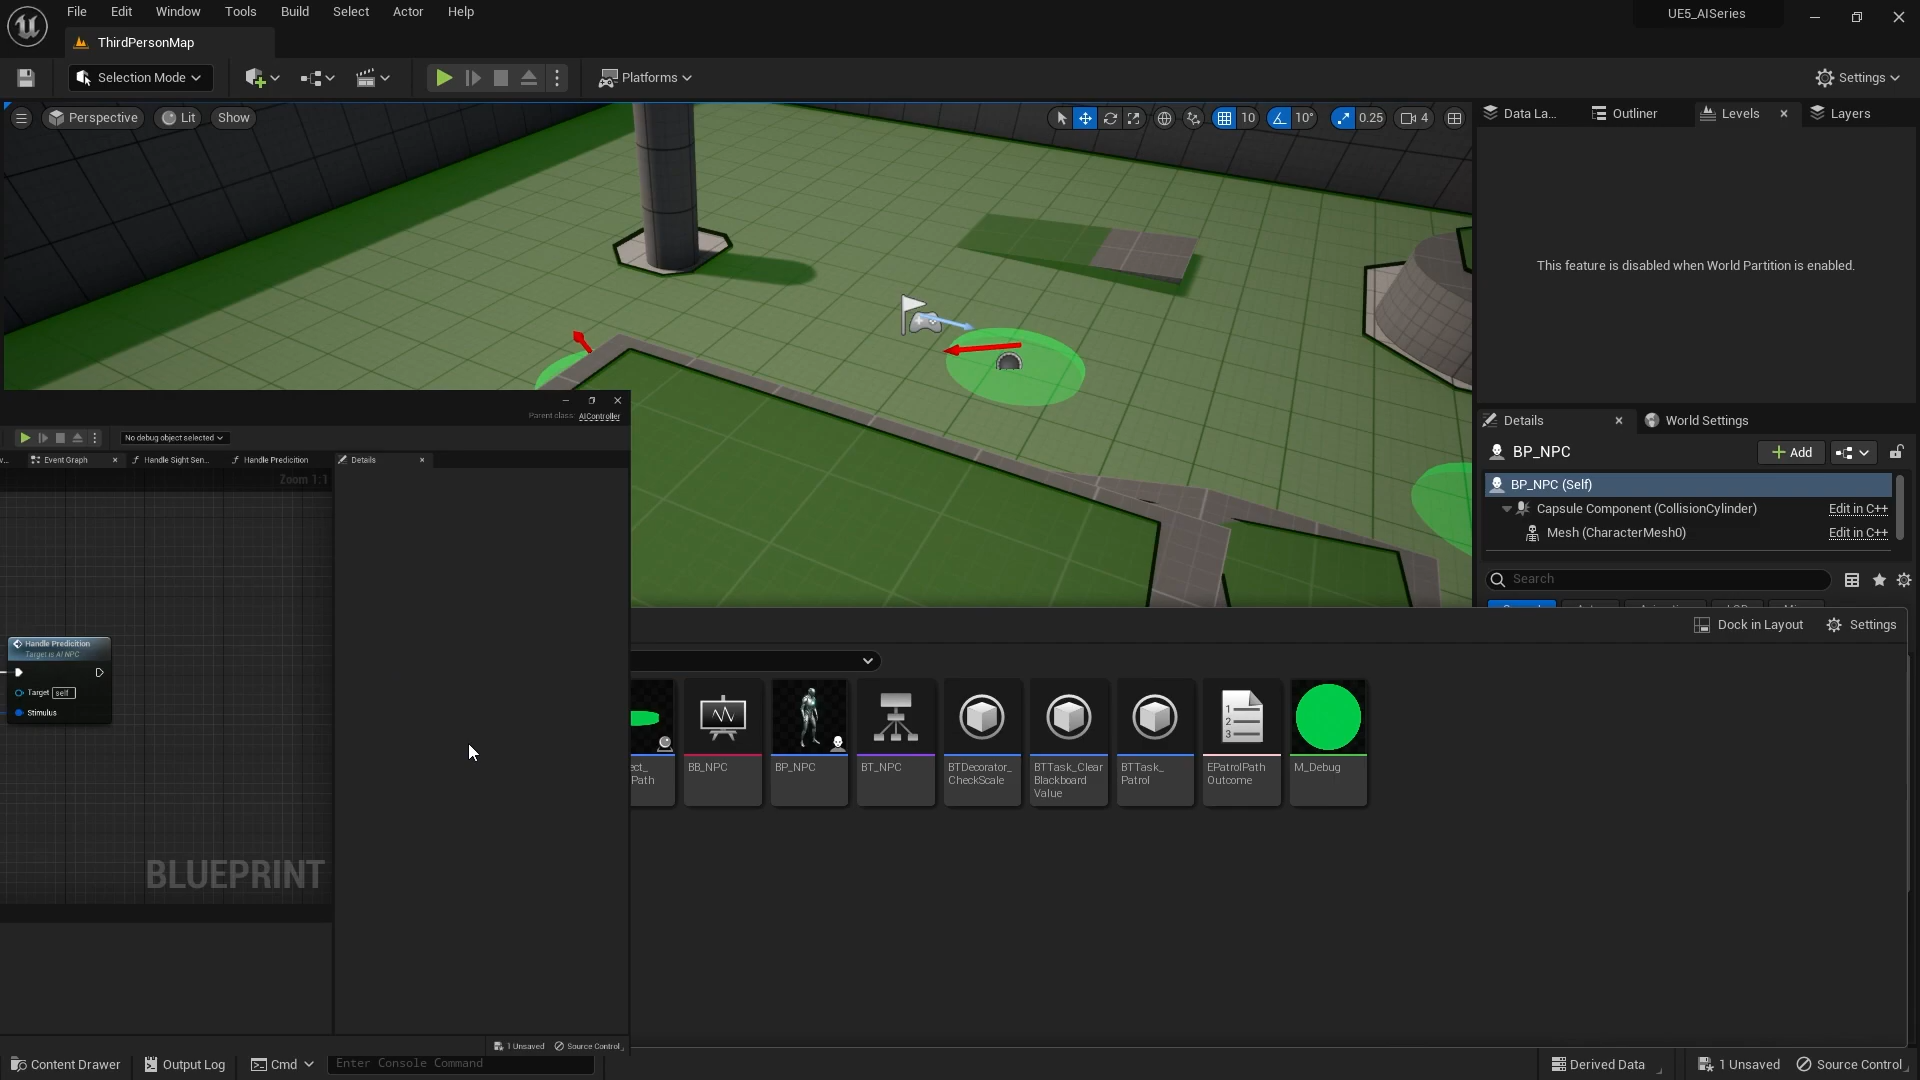 File Edit Window Tools Build Select Actor Help
UE5_AISeries
ThirdPersonMap
Selection Mode
Platforms
Settings
Perspective Lit Show
10 10° 0.25 4
Data La... Outliner Levels Layers
This feature is disabled when World Partition is enabled.
Details World Settings
BP_NPC
Add
BP_NPC (Self)
Capsule Component (CollisionCylinder) Edit in C++
Mesh (CharacterMesh0) Edit in C++
Search
Parent class: AIController
No debug object selected
Event Graph Handle Sight Sen... Handle Predicition Details
Zoom 1:1
Handle Predicition
Target is AI NPC
Target self
Stimulus
BLUEPRINT
1 Unsaved Source Control
Dock in Layout Settings
ect_
Path
BB_NPC
BP_NPC
BT_NPC
BTDecorator_
CheckScale
BTTask_Clear
Blackboard
Value
BTTask_
Patrol
EPatrolPath
Outcome
M_Debug
Content Drawer Output Log Cmd Enter Console Command
Derived Data 1 Unsaved Source Control